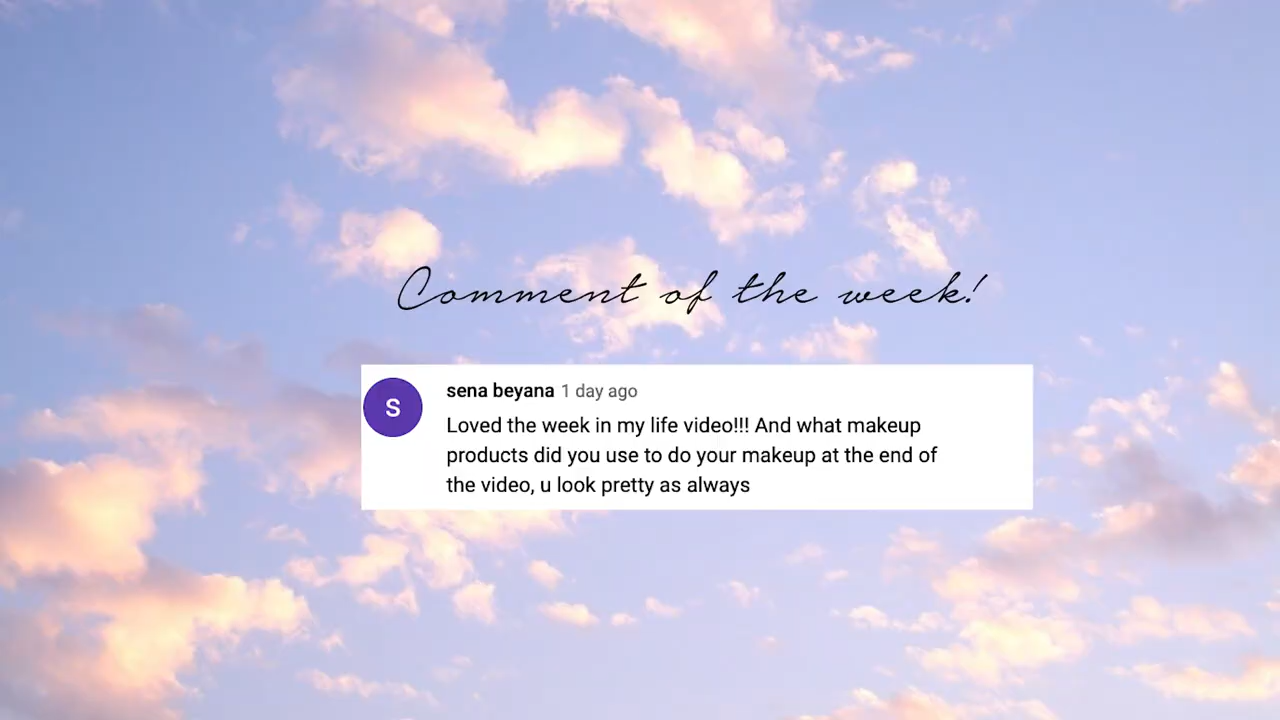 Comment of the week!
S
sena beyana 1 day ago
Loved the week in my life video!!! And what makeup
products did you use to do your makeup at the end of
the video, u look pretty as always